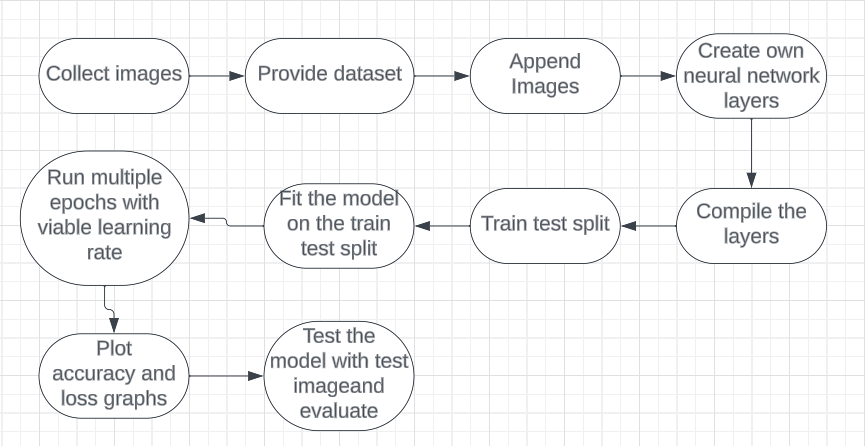 Collect images
Provide dataset
Append
Images
Create own
neural network
layers
Compile the
layers
Train test split
Fit the model
on the train
test split
Run multiple
epochs with
viable learning
rate
Plot
accuracy and
loss graphs
Test the
model with test
imageand
evaluate